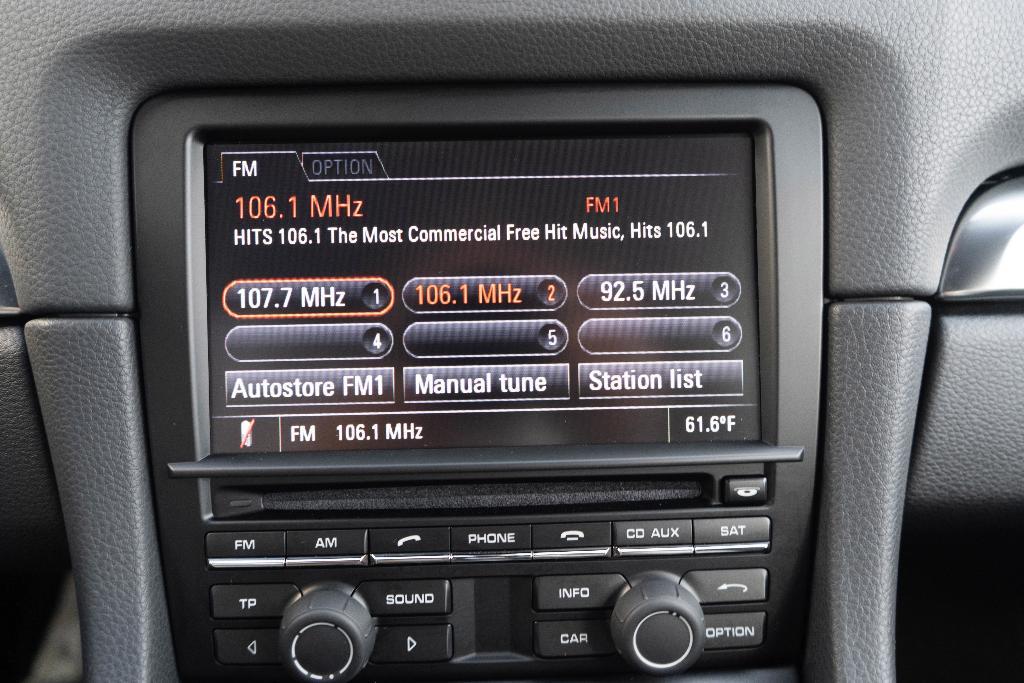 FM OPTION
106.1 MHz FM1
HITS 106.1 The Most Commercial Free Hit Music, Hits 106.1
107.7 MHz 1 106.1 MHz 2 92.5 MHz 3
4 5 6
Autostore FM1 Manual tune Station list
FM 106.1 MHz 61.6°F
FM AM PHONE CD AUX SAT
TP SOUND INFO
CAR OPTION